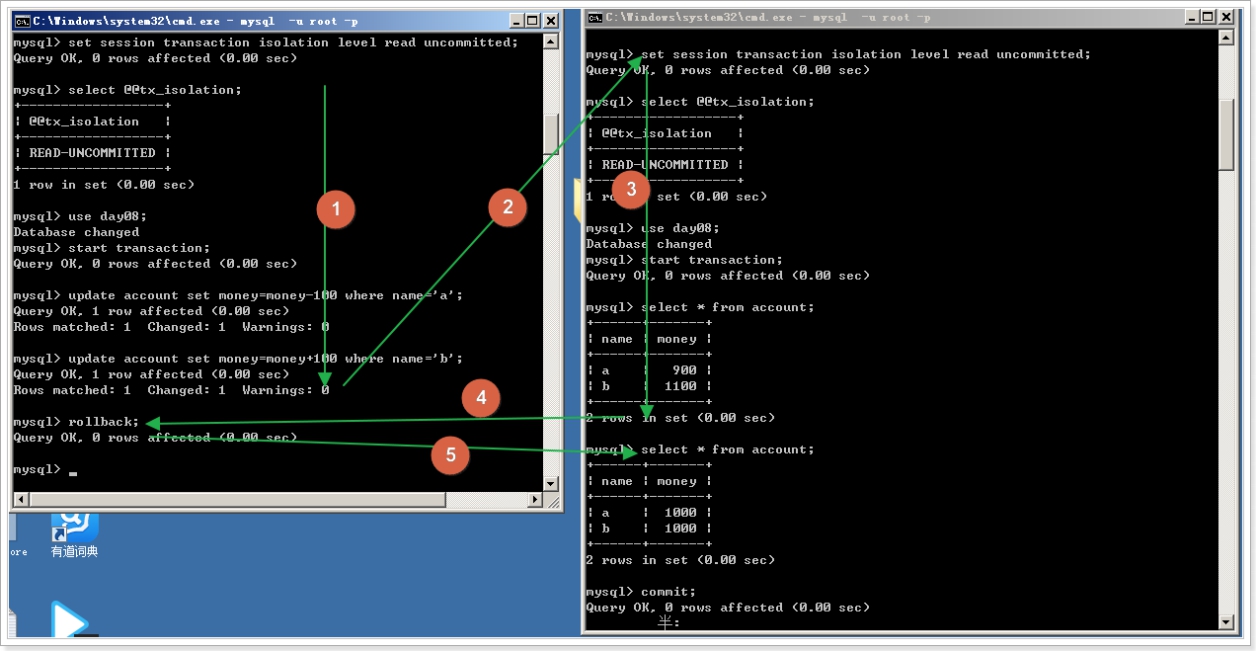 C:\Windows\system32\cmd.exe - mysql  -u root -p
mysql> set session transaction isolation level read uncommitted;
Query OK, 0 rows affected (0.00 sec)
mysql> select @@tx_isolation;
+------------------+
| @@tx_isolation   |
+------------------+
| READ-UNCOMMITTED |
+------------------+
1 row in set (0.00 sec)
mysql> use day08;
Database changed
mysql> start transaction;
Query OK, 0 rows affected (0.00 sec)
mysql> update account set money=money-100 where name='a';
Query OK, 1 row affected (0.00 sec)
Rows matched: 1  Changed: 1  Warnings: 0
mysql> update account set money=money+100 where name='b';
Query OK, 1 row affected (0.00 sec)
Rows matched: 1  Changed: 1  Warnings: 0
mysql> rollback;
Query OK, 0 rows affected (0.00 sec)
mysql>
1
2
3
4
5
ore
有道词典
C:\Windows\system32\cmd.exe - mysql  -u root -p
mysql> set session transaction isolation level read uncommitted;
Query OK, 0 rows affected (0.00 sec)
mysql> select @@tx_isolation;
+------------------+
| @@tx_isolation   |
+------------------+
| READ-UNCOMMITTED |
+------------------+
1 row in set (0.00 sec)
mysql> use day08;
Database changed
mysql> start transaction;
Query OK, 0 rows affected (0.00 sec)
mysql> select * from account;
+------+-------+
| name | money |
+------+-------+
| a    |   900 |
| b    |  1100 |
+------+-------+
2 rows in set (0.00 sec)
mysql> select * from account;
+------+-------+
| name | money |
+------+-------+
| a    |  1000 |
| b    |  1000 |
+------+-------+
2 rows in set (0.00 sec)
mysql> commit;
Query OK, 0 rows affected (0.00 sec)
半: